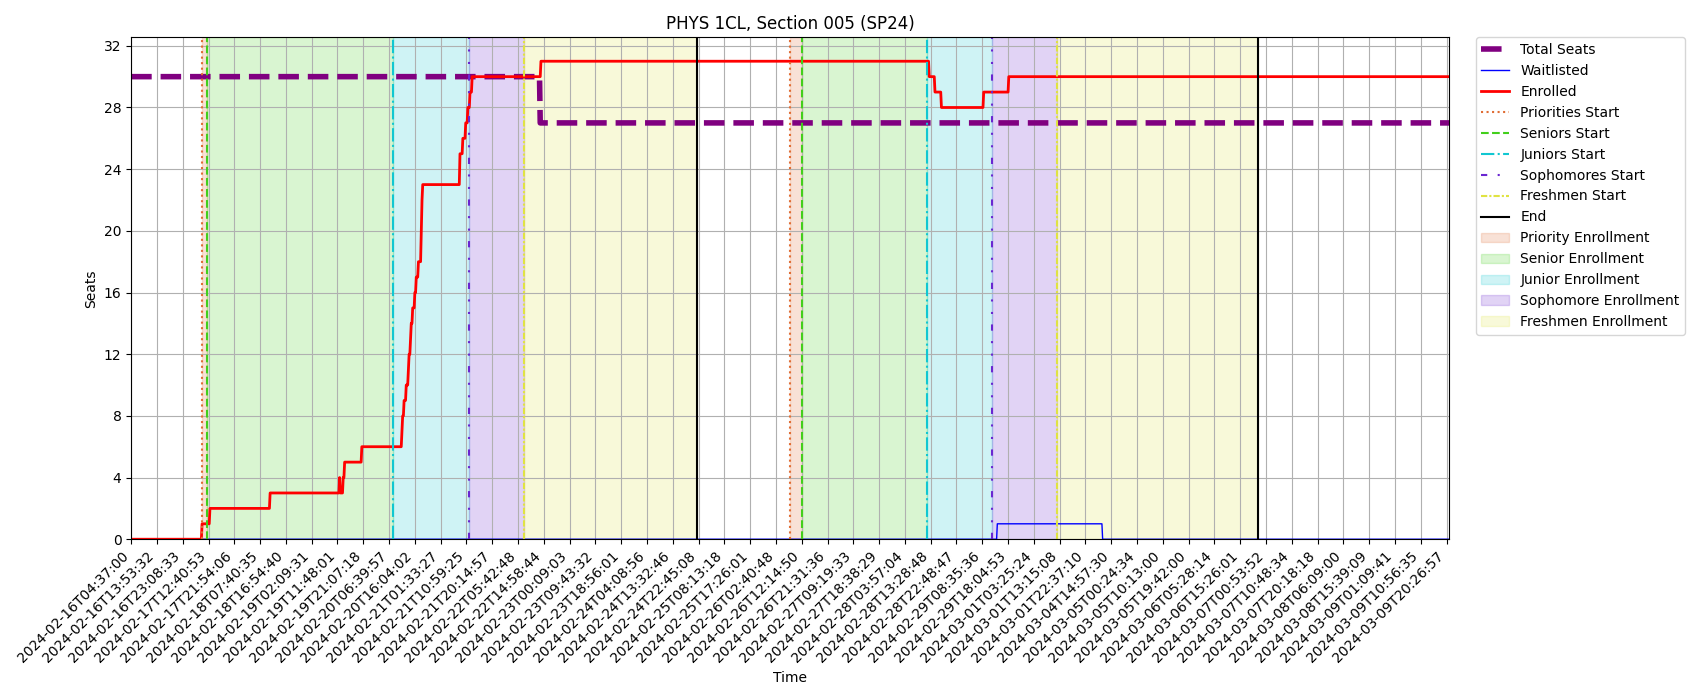 PHYS 1CL, Section 005 (SP24)
32
28
24
20
16
12
8
4
0
Seats
2024-02-16T04:37:00
2024-02-16T13:53:32
2024-02-16T23:08:33
2024-02-17T12:40:53
2024-02-17T21:54:06
2024-02-18T07:40:35
2024-02-18T16:54:40
2024-02-19T02:09:31
2024-02-19T11:48:01
2024-02-19T21:07:18
2024-02-20T06:39:57
2024-02-20T16:04:02
2024-02-21T01:33:27
2024-02-21T10:59:25
2024-02-21T20:14:57
2024-02-22T05:42:48
2024-02-22T14:58:44
2024-02-23T00:09:03
2024-02-23T09:43:32
2024-02-23T18:56:01
2024-02-24T04:08:56
2024-02-24T13:32:46
2024-02-24T22:45:08
2024-02-25T08:13:18
2024-02-25T17:26:01
2024-02-26T02:40:48
2024-02-26T12:14:50
2024-02-26T21:31:36
2024-02-27T09:19:33
2024-02-27T18:38:29
2024-02-28T03:57:04
2024-02-28T13:28:48
2024-02-28T22:48:47
2024-02-29T08:35:36
2024-02-29T18:04:53
2024-03-01T03:25:24
2024-03-01T13:15:08
2024-03-01T22:37:10
2024-03-04T14:57:30
2024-03-05T00:24:34
2024-03-05T10:13:00
2024-03-05T19:42:00
2024-03-06T05:28:14
2024-03-06T15:26:01
2024-03-07T00:53:52
2024-03-07T10:48:34
2024-03-07T20:18:18
2024-03-08T06:09:00
2024-03-08T15:39:09
2024-03-09T01:09:41
2024-03-09T10:56:35
2024-03-09T20:26:57
Time
Total Seats
Waitlisted
Enrolled
Priorities Start
Seniors Start
Juniors Start
Sophomores Start
Freshmen Start
End
Priority Enrollment
Senior Enrollment
Junior Enrollment
Sophomore Enrollment
Freshmen Enrollment